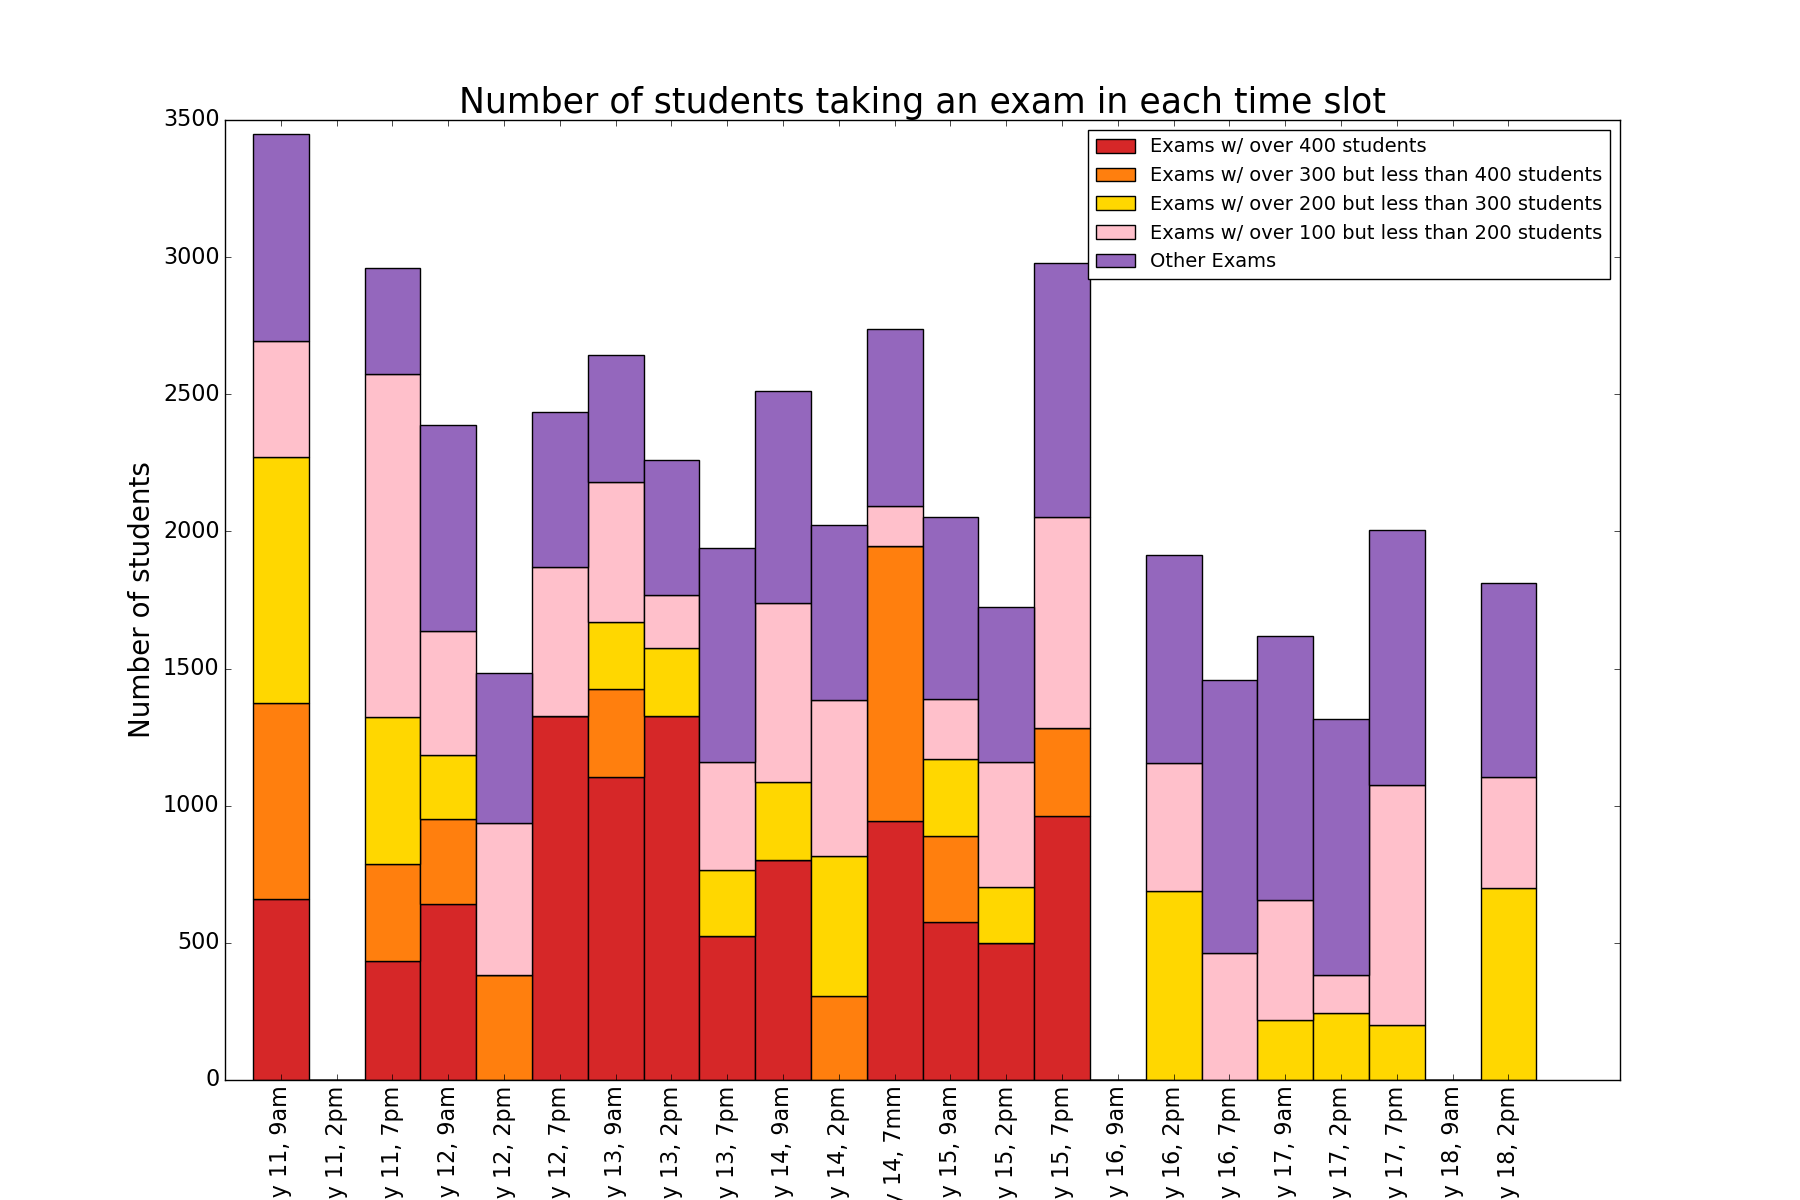 Number of students taking an exam in each time slot
Exams w/ over 400 students
Exams w/ over 300 but less than 400 students
Exams w/ over 200 but less than 300 students
Exams w/ over 100 but less than 200 students
Other Exams
Number of students
3500
3000
2500
2000
1500
1000
500
0
y 11, 9am
y 11, 2pm
y 11, 7pm
y 12, 9am
y 12, 2pm
y 12, 7pm
y 13, 9am
y 13, 2pm
y 13, 7pm
y 14, 9am
y 14, 2pm
y 14, 7mm
y 15, 9am
y 15, 2pm
y 15, 7pm
y 16, 9am
y 16, 2pm
y 16, 7pm
y 17, 9am
y 17, 2pm
y 17, 7pm
y 18, 9am
y 18, 2pm